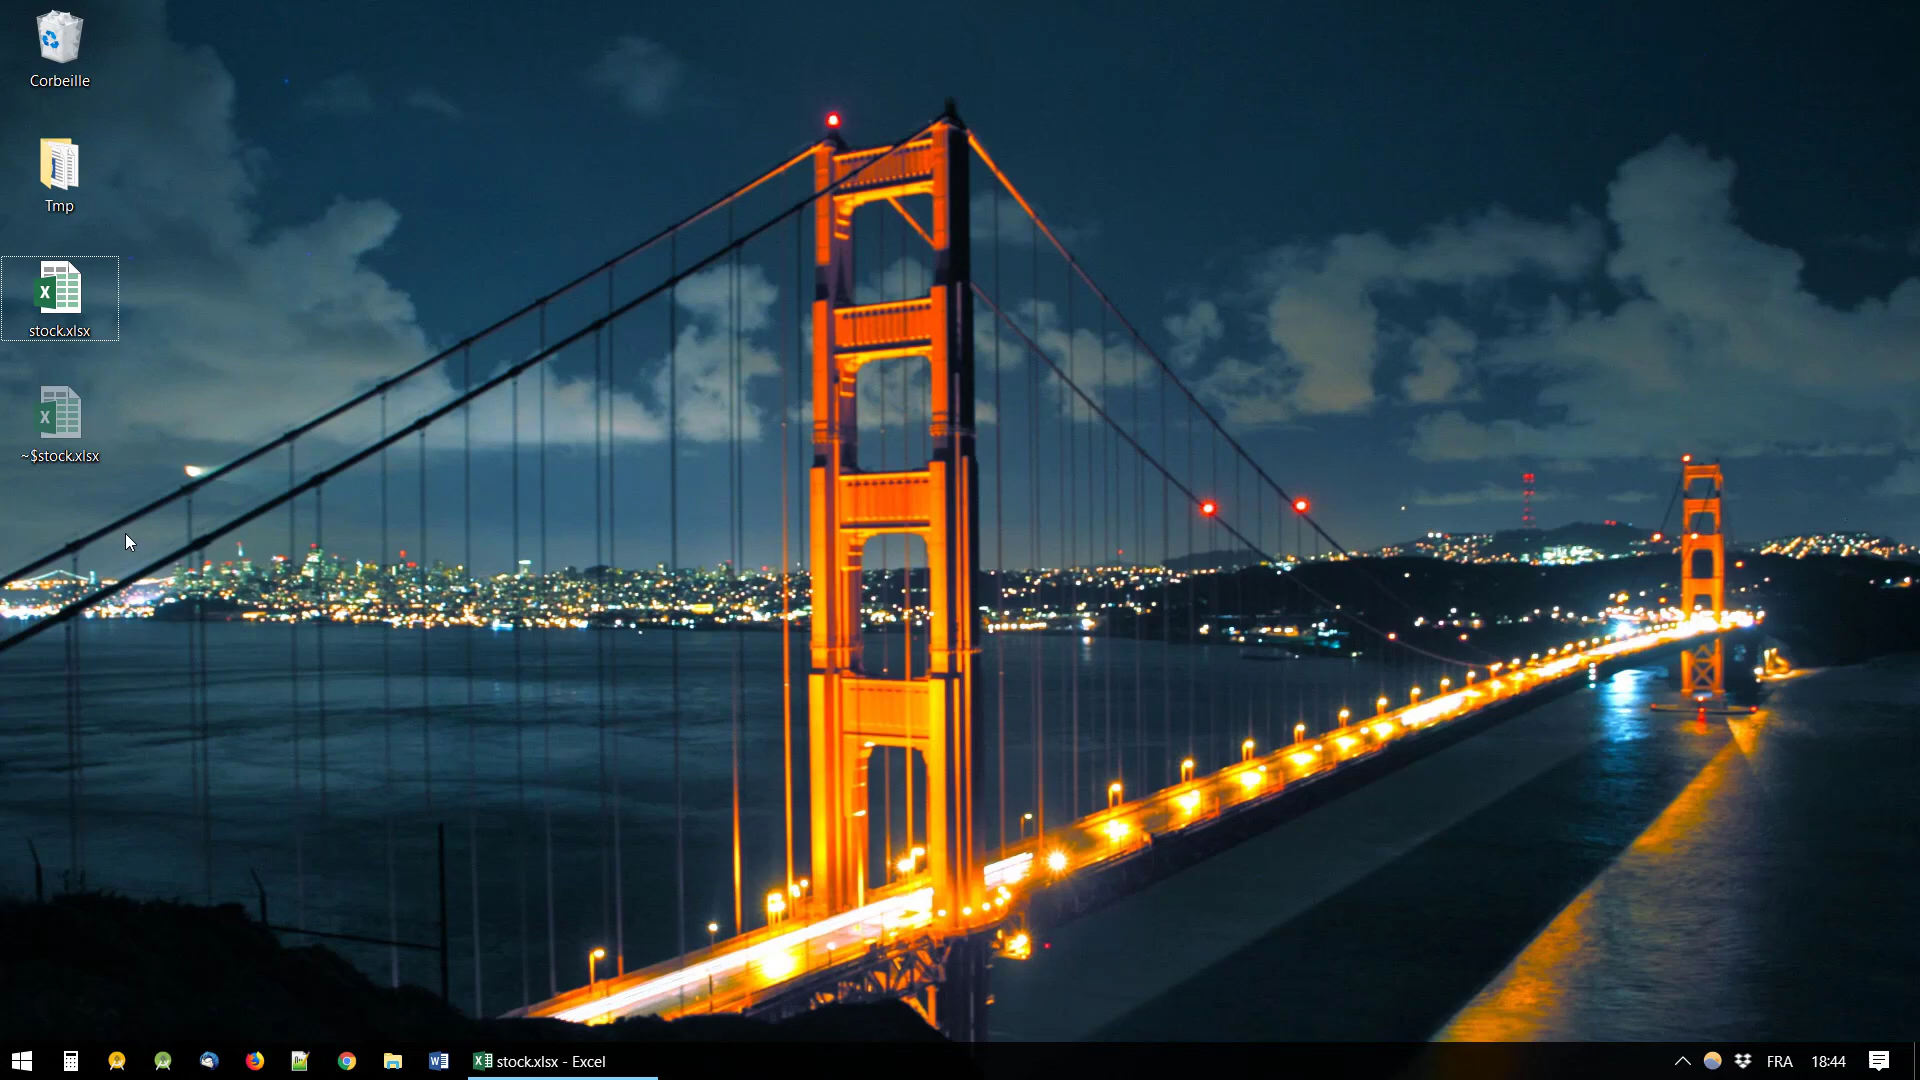 Corbeille
Tmp
stock.xlsx
~$stock.xlsx
stock.xlsx - Excel
FRA
18:44